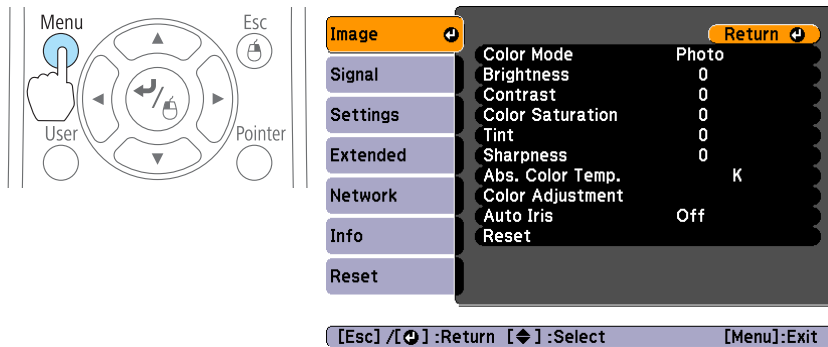 Menu
Esc
User
Pointer
Image
Signal
Settings
Extended
Network
Info
Reset
Return
Color Mode Photo
Brightness 0
Contrast 0
Color Saturation 0
Tint 0
Sharpness 0
Abs. Color Temp. K
Color Adjustment
Auto Iris Off
Reset
[Esc] /[ ] :Return [ ] :Select [Menu]:Exit